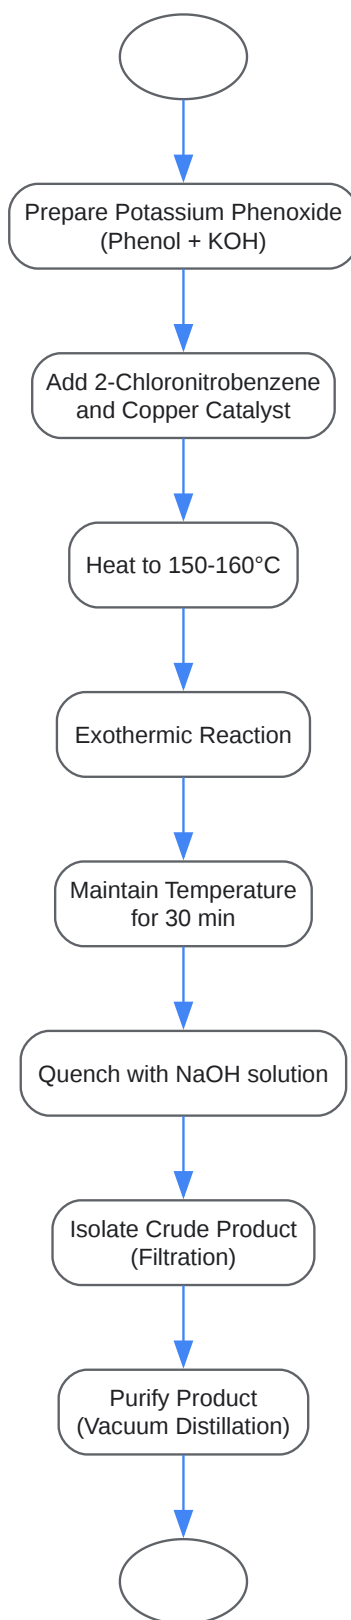 Prepare Potassium Phenoxide
(Phenol + KOH)
Add 2-Chloronitrobenzene
and Copper Catalyst
Heat to 150-160°C
Exothermic Reaction
Maintain Temperature
for 30 min
Quench with NaOH solution
Isolate Crude Product
(Filtration)
Purify Product
(Vacuum Distillation)